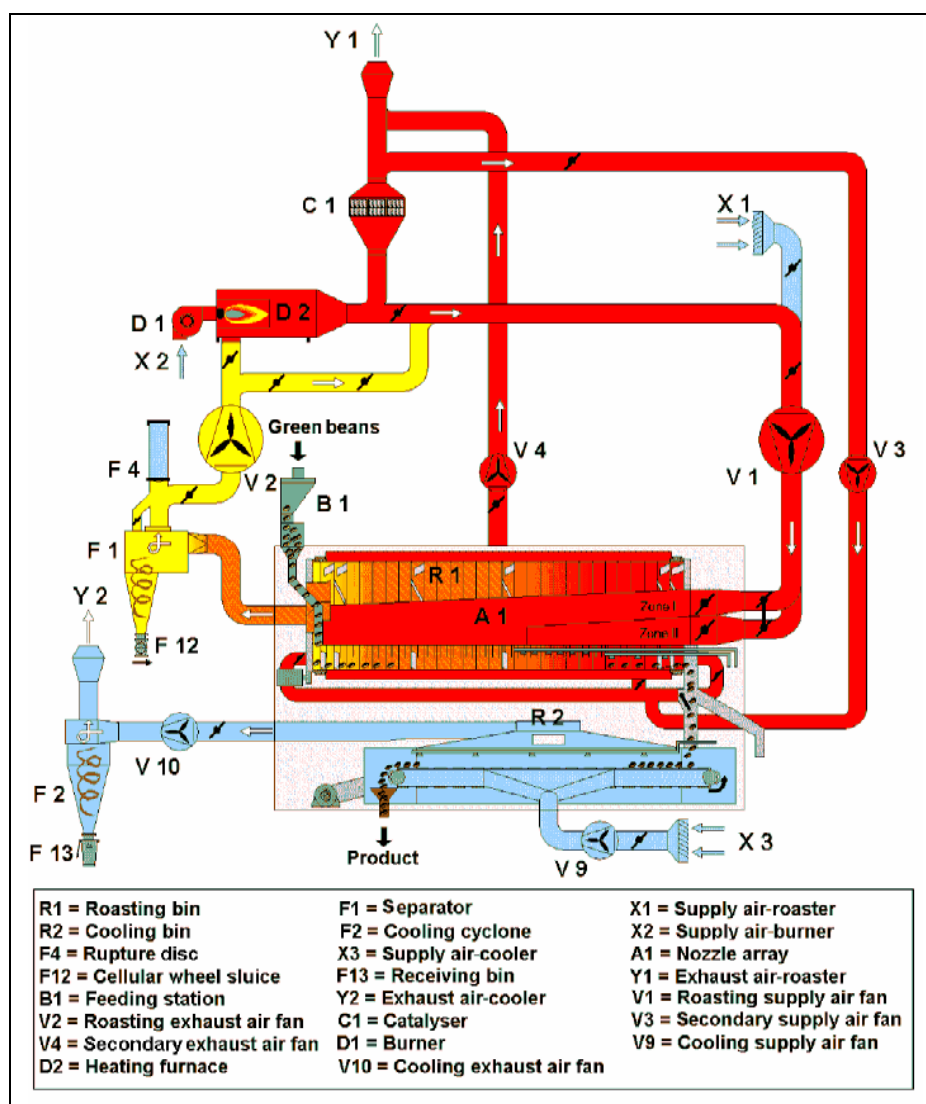 Y 1
C 1
X 1
D 2
D 1
X 2
Green beans
F 4
V 2
B 1
V 4
V 1
V 3
F 1
R 1
A 1
Zone I
Zone II
Y 2
F 12
R 2
V 10
F 2
F 13
Product
V 9
X 3
R1 = Roasting bin
R2 = Cooling bin
F4 = Rupture disc
F12 = Cellular wheel sluice
B1 = Feeding station
V2 = Roasting exhaust air fan
V4 = Secondary exhaust air fan
D2 = Heating furnace
F1 = Separator
F2 = Cooling cyclone
X3 = Supply air-cooler
F13 = Receiving bin
Y2 = Exhaust air-cooler
C1 = Catalyser
D1 = Burner
V10 = Cooling exhaust air fan
X1 = Supply air-roaster
X2 = Supply air-burner
A1 = Nozzle array
Y1 = Exhaust air-roaster
V1 = Roasting supply air fan
V3 = Secondary supply air fan
V9 = Cooling supply air fan